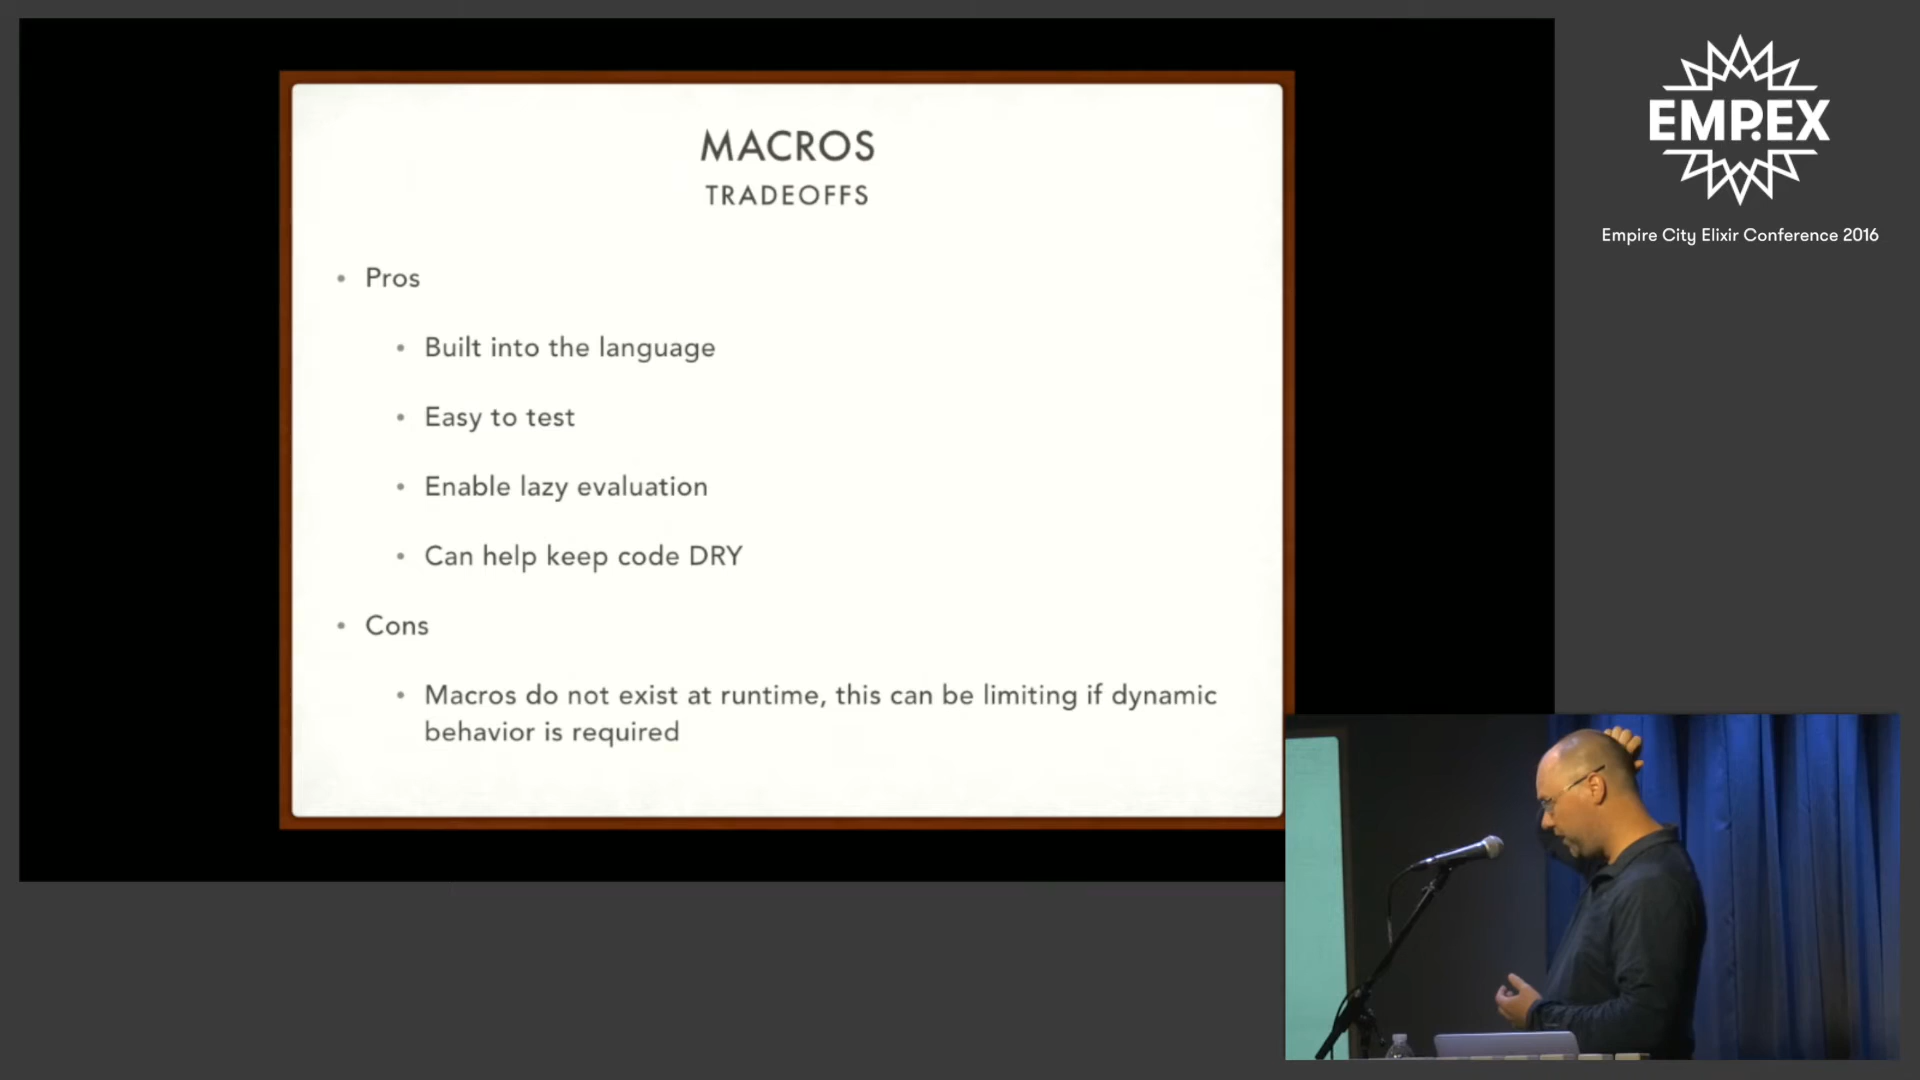 MACROS
TRADEOFFS
• Pros
• Built into the language
• Easy to test
• Enable lazy evaluation
• Can help keep code DRY
• Cons
• Macros do not exist at runtime, this can be limiting if dynamic
behavior is required
EMPEX
Empire City Elixir Conference 2016